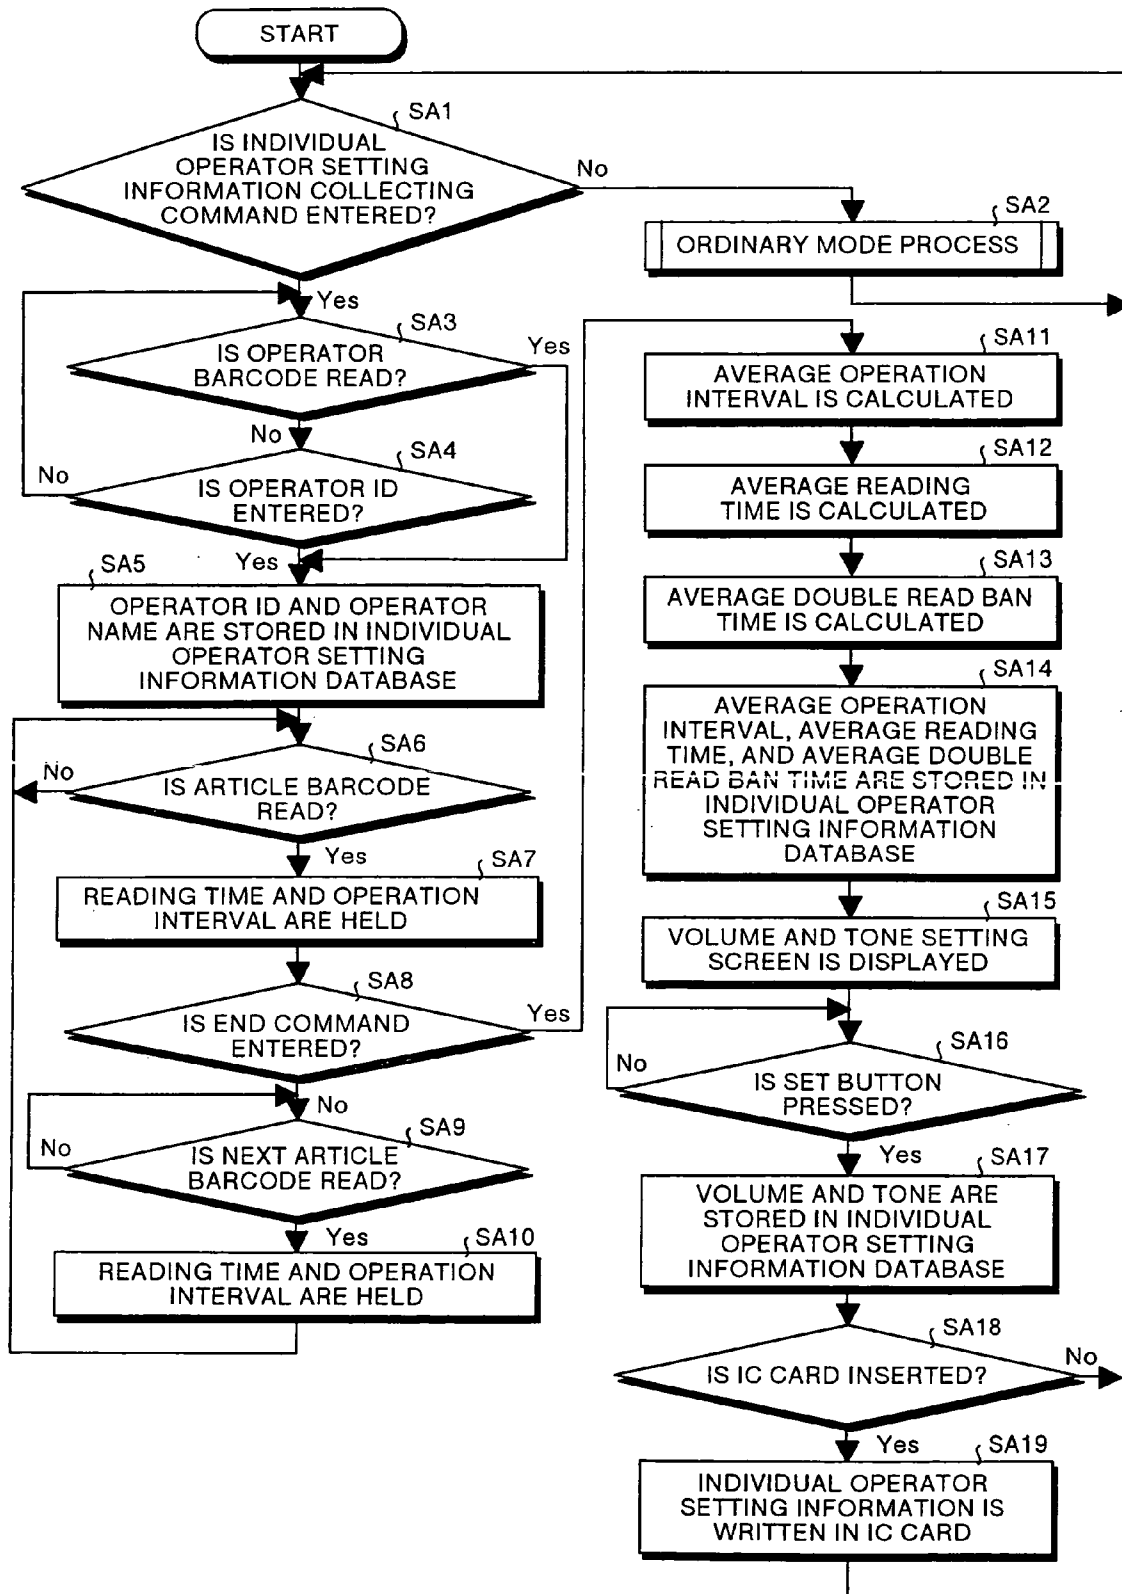 START
SA1
IS INDIVIDUAL
OPERATOR SETTING
INFORMATION COLLECTING
COMMAND ENTERED?
No
SA2
ORDINARY MODE PROCESS
Yes
SA3
IS OPERATOR
BARCODE READ?
Yes
No
SA4
IS OPERATOR ID
ENTERED?
No
Yes
SA5
OPERATOR ID AND OPERATOR
NAME ARE STORED IN INDIVIDUAL
OPERATOR SETTING
INFORMATION DATABASE
SA6
IS ARTICLE BARCODE
READ?
No
Yes
SA7
READING TIME AND OPERATION
INTERVAL ARE HELD
SA8
IS END COMMAND
ENTERED?
Yes
No
SA9
IS NEXT ARTICLE
BARCODE READ?
No
Yes
SA10
READING TIME AND OPERATION
INTERVAL ARE HELD
SA11
AVERAGE OPERATION
INTERVAL IS CALCULATED
SA12
AVERAGE READING
TIME IS CALCULATED
SA13
AVERAGE DOUBLE READ BAN
TIME IS CALCULATED
SA14
AVERAGE OPERATION
INTERVAL, AVERAGE READING
TIME, AND AVERAGE DOUBLE
READ BAN TIME ARE STORED IN
INDIVIDUAL OPERATOR
SETTING INFORMATION
DATABASE
SA15
VOLUME AND TONE SETTING
SCREEN IS DISPLAYED
SA16
IS SET BUTTON
PRESSED?
No
Yes
SA17
VOLUME AND TONE ARE
STORED IN INDIVIDUAL
OPERATOR SETTING
INFORMATION DATABASE
SA18
IS IC CARD INSERTED?
No
Yes
SA19
INDIVIDUAL OPERATOR
SETTING INFORMATION IS
WRITTEN IN IC CARD